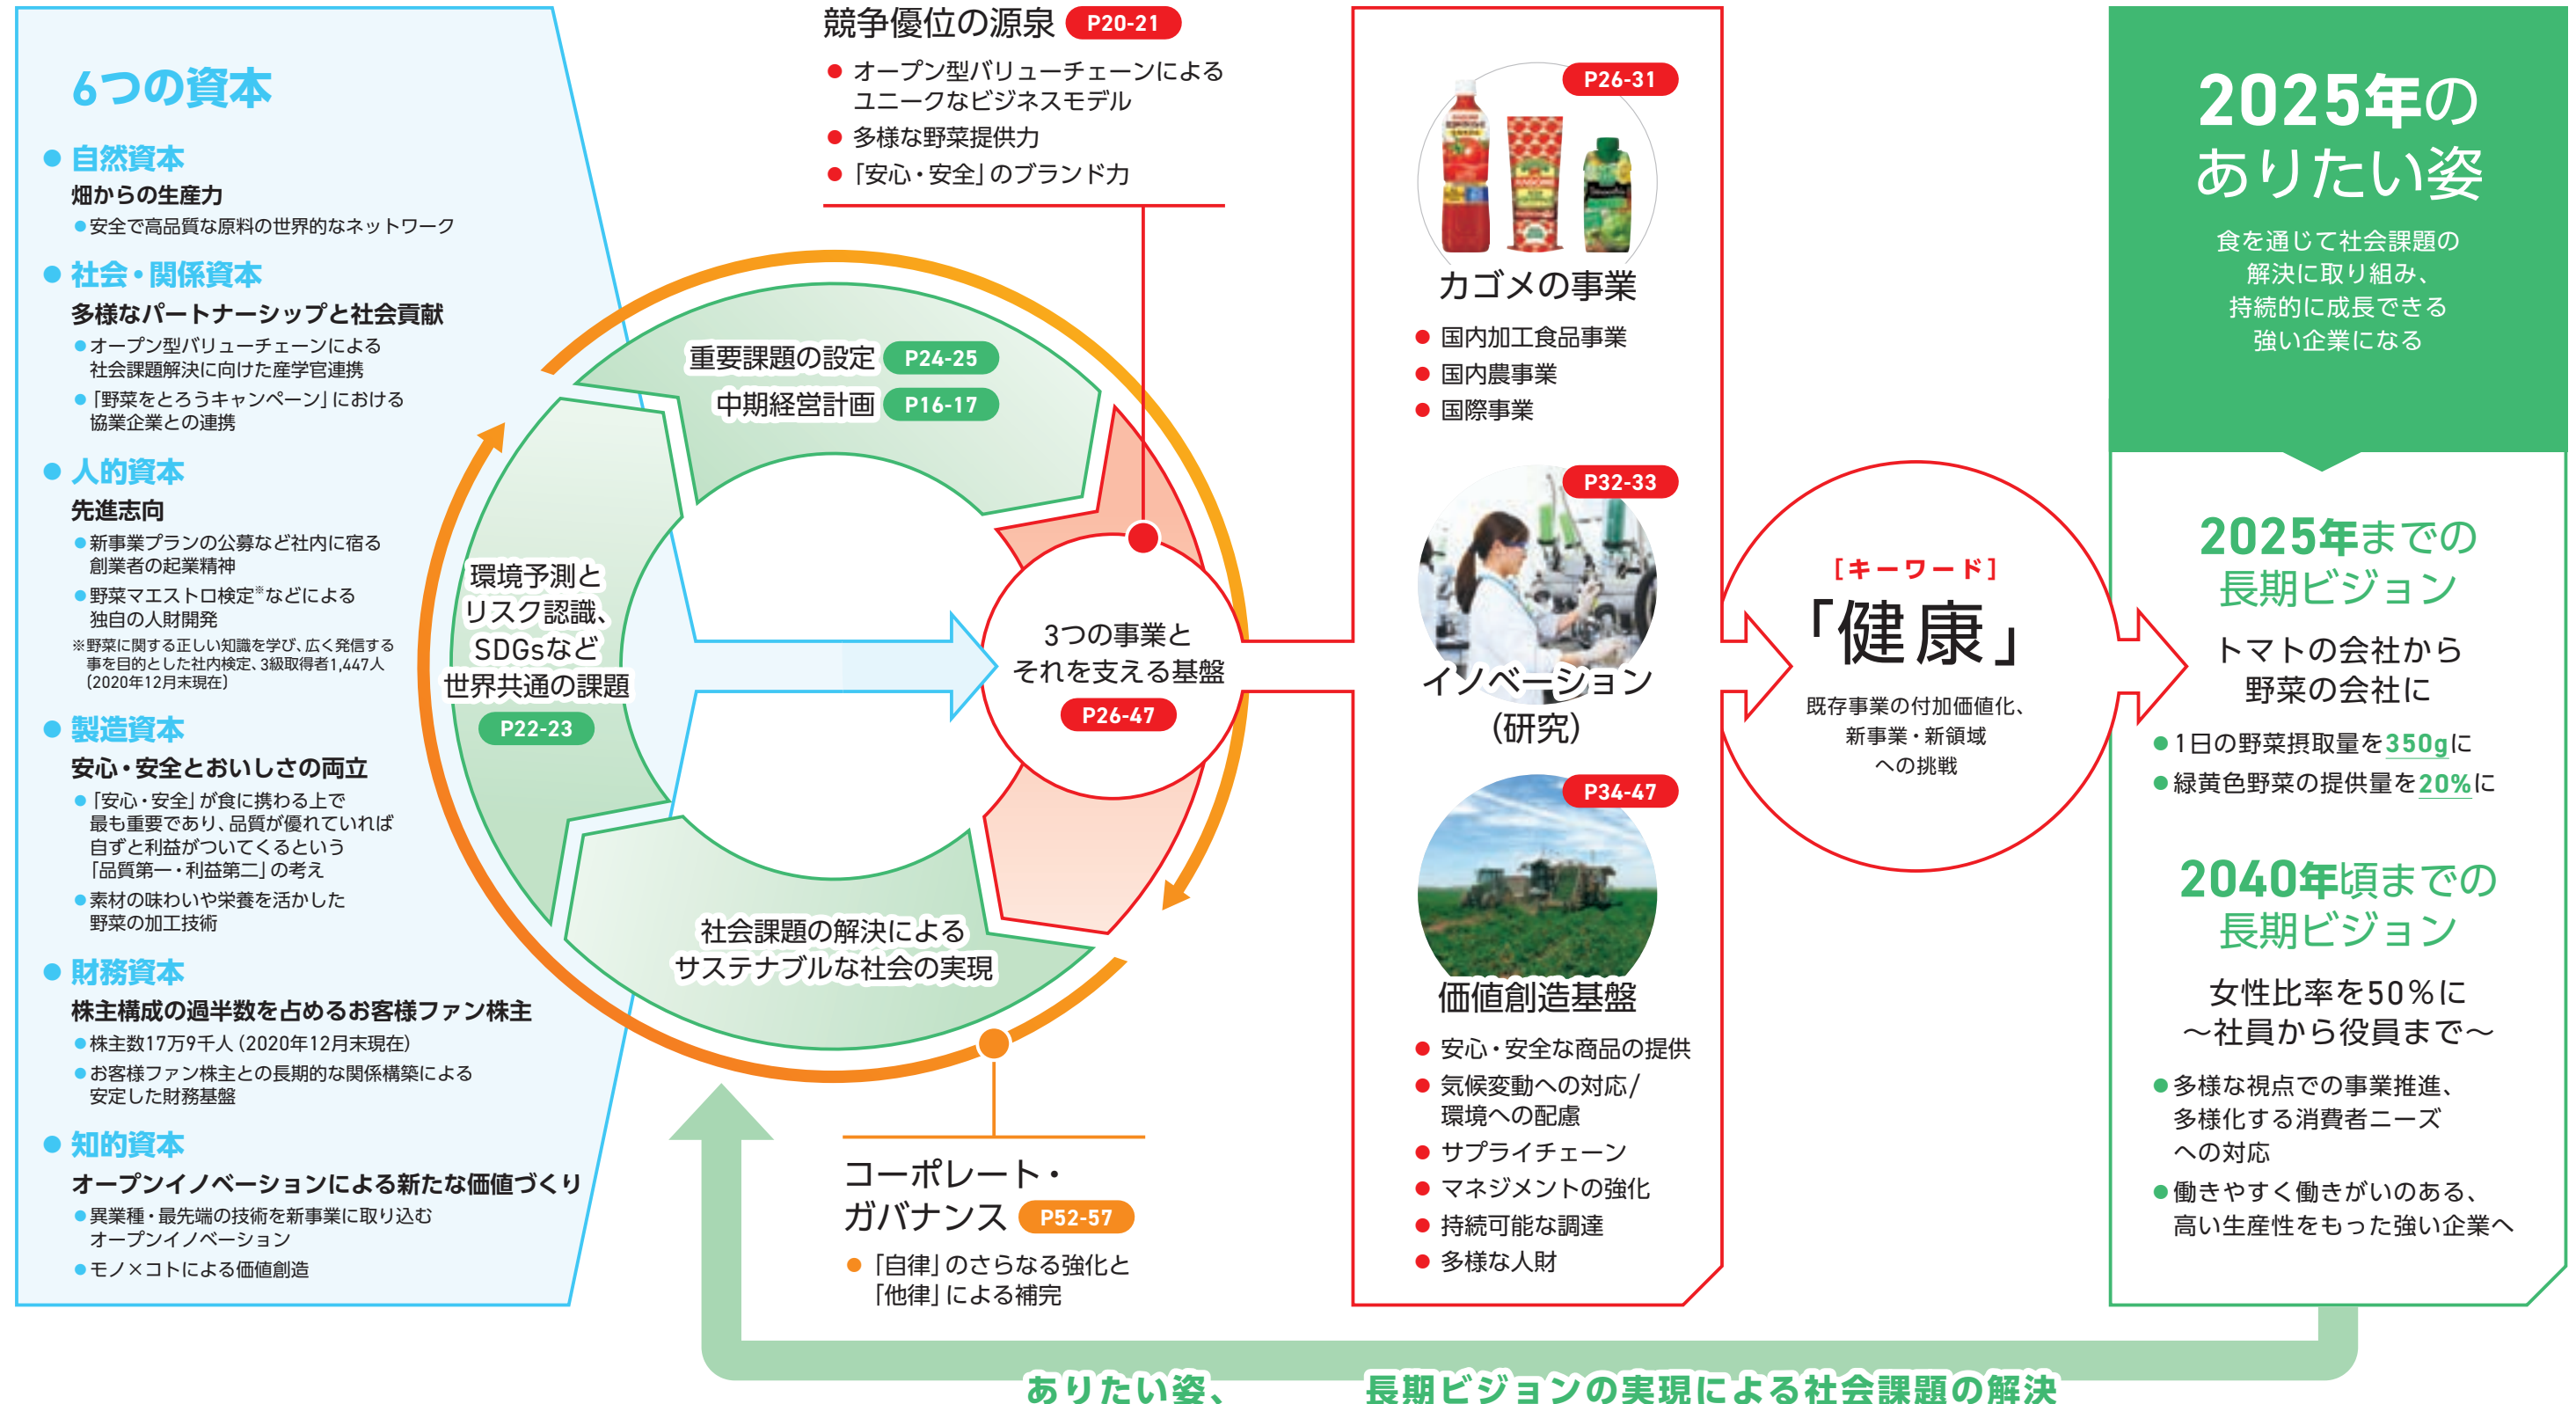 6つの資本
自然資本
畑からの生産力
安全で高品質な原料の世界的なネットワーク
社会・関係資本
多様なパートナーシップと社会貢献
オープン型バリューチェーンによる
社会課題解決に向けた産学官連携
「野菜をとろうキャンペーン」における
協業企業との連携
人的資本
先進志向
新事業プランの公募など社内に宿る
創業者の起業精神
野菜マエストロ検定※などによる
独自の人財開発
※野菜に関する正しい知識を学び、広く発信する
事を目的とした社内検定、3級取得者1,447人
(2020年12月末現在)
製造資本
安心・安全とおいしさの両立
「安心・安全」が食に携わる上で
最も重要であり、品質が優れていれば
自ずと利益がついてくるという
「品質第一・利益第二」の考え
素材の味わいや栄養を活かした
野菜の加工技術
財務資本
株主構成の過半数を占めるお客様ファン株主
株主数17万9千人(2020年12月末現在)
お客様ファン株主との長期的な関係構築による
安定した財務基盤
知的資本
オープンイノベーションによる新たな価値づくり
異業種・最先端の技術を新事業に取り込む
オープンイノベーション
モノ×コトによる価値創造
競争優位の源泉 P20-21
オープン型バリューチェーンによる
ユニークなビジネスモデル
多様な野菜提供力
「安心・安全」のブランド力
重要課題の設定 P24-25
中期経営計画 P16-17
環境予測と
リスク認識、
SDGsなど
世界共通の課題
P22-23
3つの事業と
それを支える基盤
P26-47
社会課題の解決による
サステナブルな社会の実現
コーポレート・
ガバナンス P52-57
「自律」のさらなる強化と
「他律」による補完
P26-31
カゴメの事業
国内加工食品事業
国内農事業
国際事業
P32-33
イノベーション
(研究)
P34-47
価値創造基盤
安心・安全な商品の提供
気候変動への対応/
環境への配慮
サプライチェーン
マネジメントの強化
持続可能な調達
多様な人財
[キーワード]
「健康」
既存事業の付加価値化、
新事業・新領域
への挑戦
2025年の
ありたい姿
食を通じて社会課題の
解決に取り組み、
持続的に成長できる
強い企業になる
2025年までの
長期ビジョン
トマトの会社から
野菜の会社に
1日の野菜摂取量を350gに
緑黄色野菜の提供量を20%に
2040年頃までの
長期ビジョン
女性比率を50%に
～社員から役員まで～
多様な視点での事業推進、
多様化する消費者ニーズ
への対応
働きやすく働きがいのある、
高い生産性をもった強い企業へ
ありたい姿、 長期ビジョンの実現による社会課題の解決